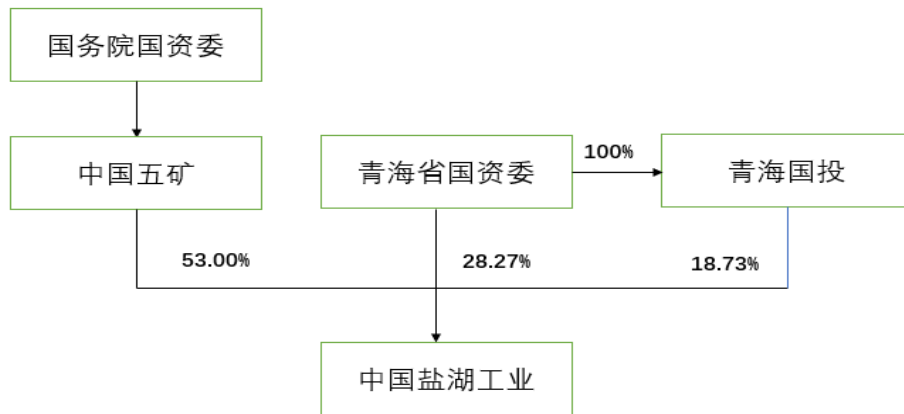 国务院国资委
中国五矿
青海省国资委
100%
青海国投
53.00%
28.27%
18.73%
中国盐湖工业